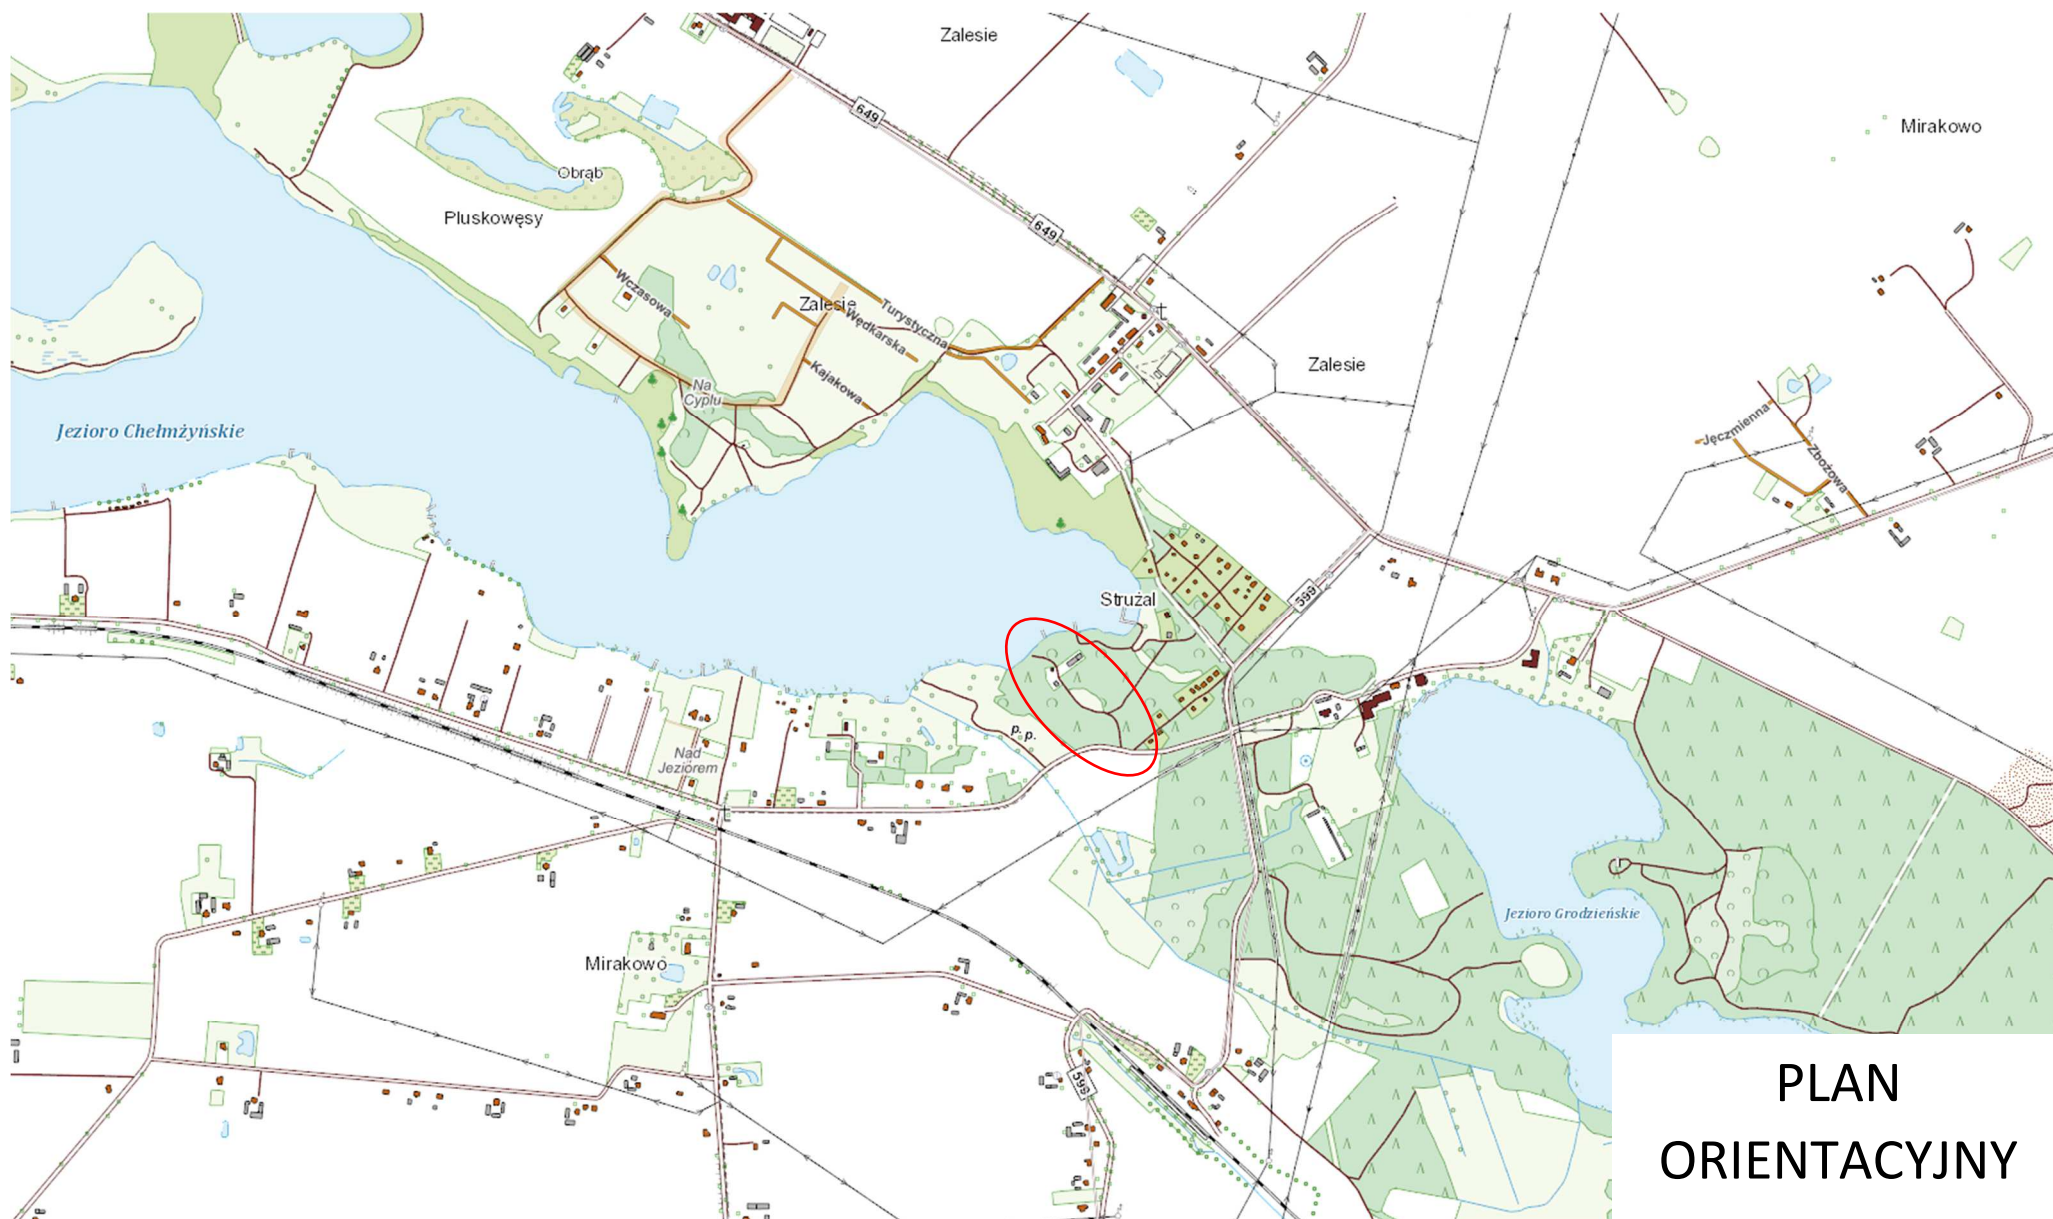 Zalesie
649
Mirakowo
Obrąb
Pluskowęsy
649
Wczasowa
Zalesie
Turystyczna
Wędkarska
Zalesie
Kajakowa
Na
Cyplu
Jezioro Chełmżyńskie
Jęczmienna
Zbożowa
Strużal
599
p. p.
Nad
Jeziorem
Jezioro Grodzieńskie
Mirakowo
599
PLAN
ORIENTACYJNY